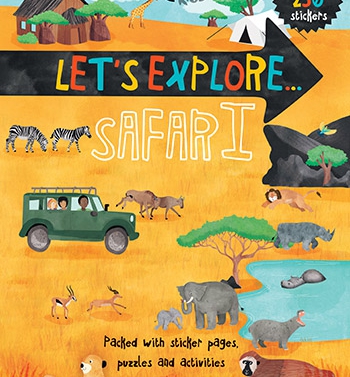 250
stickers
LET'S EXPLORE...
SAFARI
Packed with sticker pages,
puzzles and activities